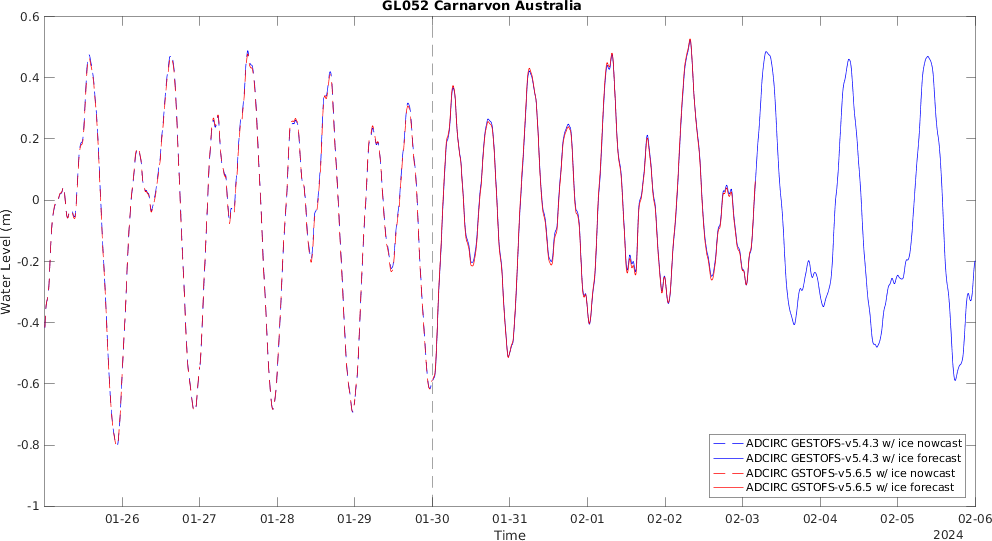 GL052 Carnarvon Australia
0.6
0.4
0.2
0
-0.2
-0.4
-0.6
-0.8
-1
Water Level (m)
ADCIRC GESTOFS-v5.4.3 w/ ice nowcast
ADCIRC GESTOFS-v5.4.3 w/ ice forecast
ADCIRC GSTOFS-v5.6.5 w/ ice nowcast
ADCIRC GSTOFS-v5.6.5 w/ ice forecast
01-26 01-27 01-28 01-29 01-30 01-31 02-01 02-02 02-03 02-04 02-05 02-06
Time
2024